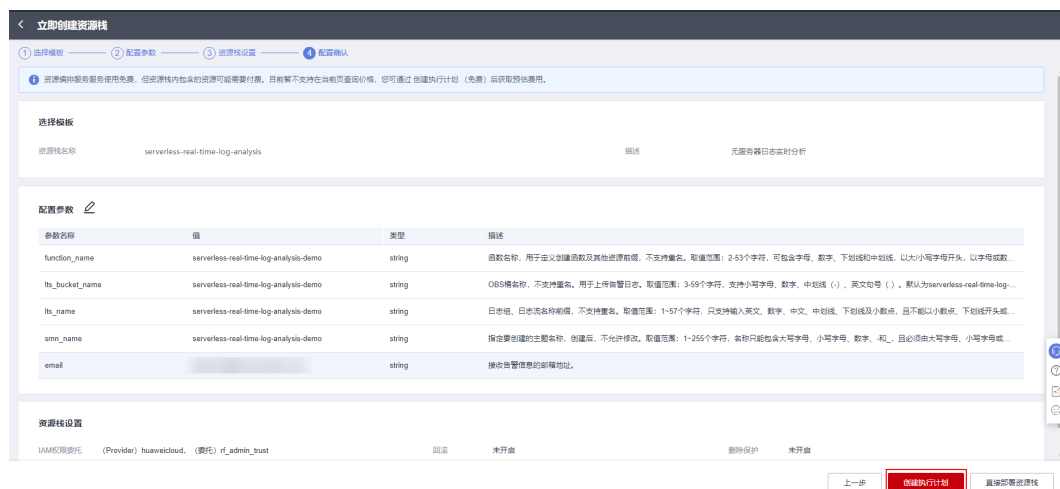 立即创建资源栈
1 选择模板 2 配置参数 3 资源栈设置 4 配置确认
资源编排服务服务使用免费，但资源栈内包含的资源可能需要付费。目前暂不支持在当前页查询价格，您可通过 创建执行计划 （免费）后获取预估费用。
选择模板
资源栈名称 serverless-real-time-log-analysis 描述 无服务器日志实时分析
配置参数
参数名称 值 类型 描述
function_name serverless-real-time-log-analysis-demo string 函数名称，用于定义创建函数及其他资源前缀，不支持重名。取值范围：2-53个字符，可包含字母、数字、下划线和中划线，以大/小写字母开头，以字母或数...
lts_bucket_name serverless-real-time-log-analysis-demo string OBS桶名称，不支持重名。用于上传告警日志。取值范围：3-59个字符，支持小写字母、数字、中划线（-）、英文句号（.）。默认为serverless-real-time-log-...
lts_name serverless-real-time-log-analysis-demo string 日志组、日志流名称前缀，不支持重名。取值范围：1~57个字符，只支持输入英文、数字、中文、中划线、下划线及小数点，且不能以小数点、下划线开头或...
smn_name serverless-real-time-log-analysis-demo string 指定要创建的主题名称，创建后，不允许修改。取值范围：1~255个字符，名称只能包含大写字母、小写字母、数字、-和_，且必须由大写字母、小写字母或...
email string 接收告警信息的邮箱地址。
资源栈设置
IAM权限委托 （Provider）huaweicloud,（委托）rf_admin_trust 回滚 未开启 删除保护 未开启
上一步 创建执行计划 直接部署资源栈